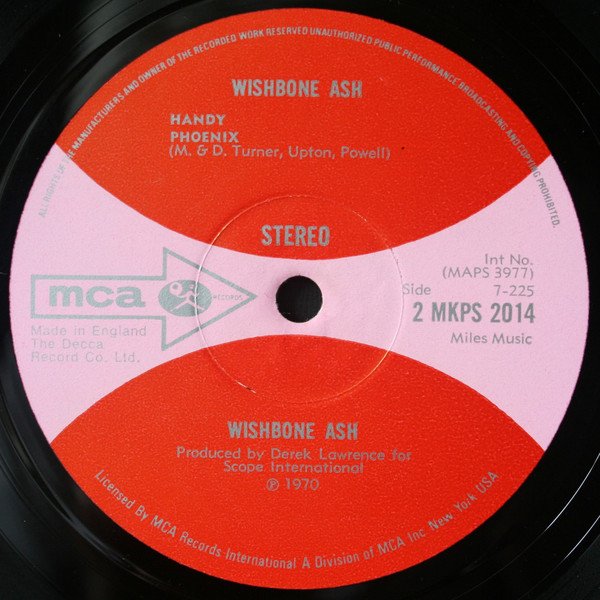 ALL RIGHTS OF THE MANUFACTURERS AND OWNER OF THE RECORDED WORK RESERVED UNAUTHORIZED PUBLIC PERFORMANCE BROADCASTING AND COPYING PROHIBITED.
WISHBONE ASH
HANDY
PHOENIX
(M. & D. Turner, Upton, Powell)
STEREO
mca
RECORDS
Made in England
The Decca
Record Co. Ltd.
Int No.
(MAPS 3977)
Side 7-225
2 MKPS 2014
Miles Music
WISHBONE ASH
Produced by Derek Lawrence for
Scope International
℗ 1970
Licensed By MCA Records International A Division of MCA Inc New York USA